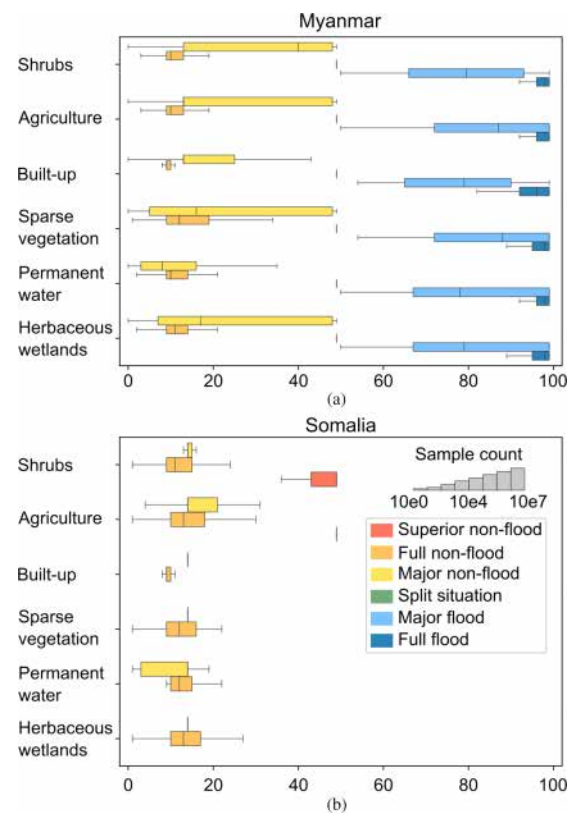 Myanmar
Shrubs
Agriculture
Built-up
Sparse
vegetation
Permanent
water
Herbaceous
wetlands
0 20 40 60 80 100
(a)
Somalia
Shrubs
Agriculture
Built-up
Sparse
vegetation
Permanent
water
Herbaceous
wetlands
Sample count
10e0 10e4 10e7
Superior non-flood
Full non-flood
Major non-flood
Split situation
Major flood
Full flood
0 20 40 60 80 100
(b)